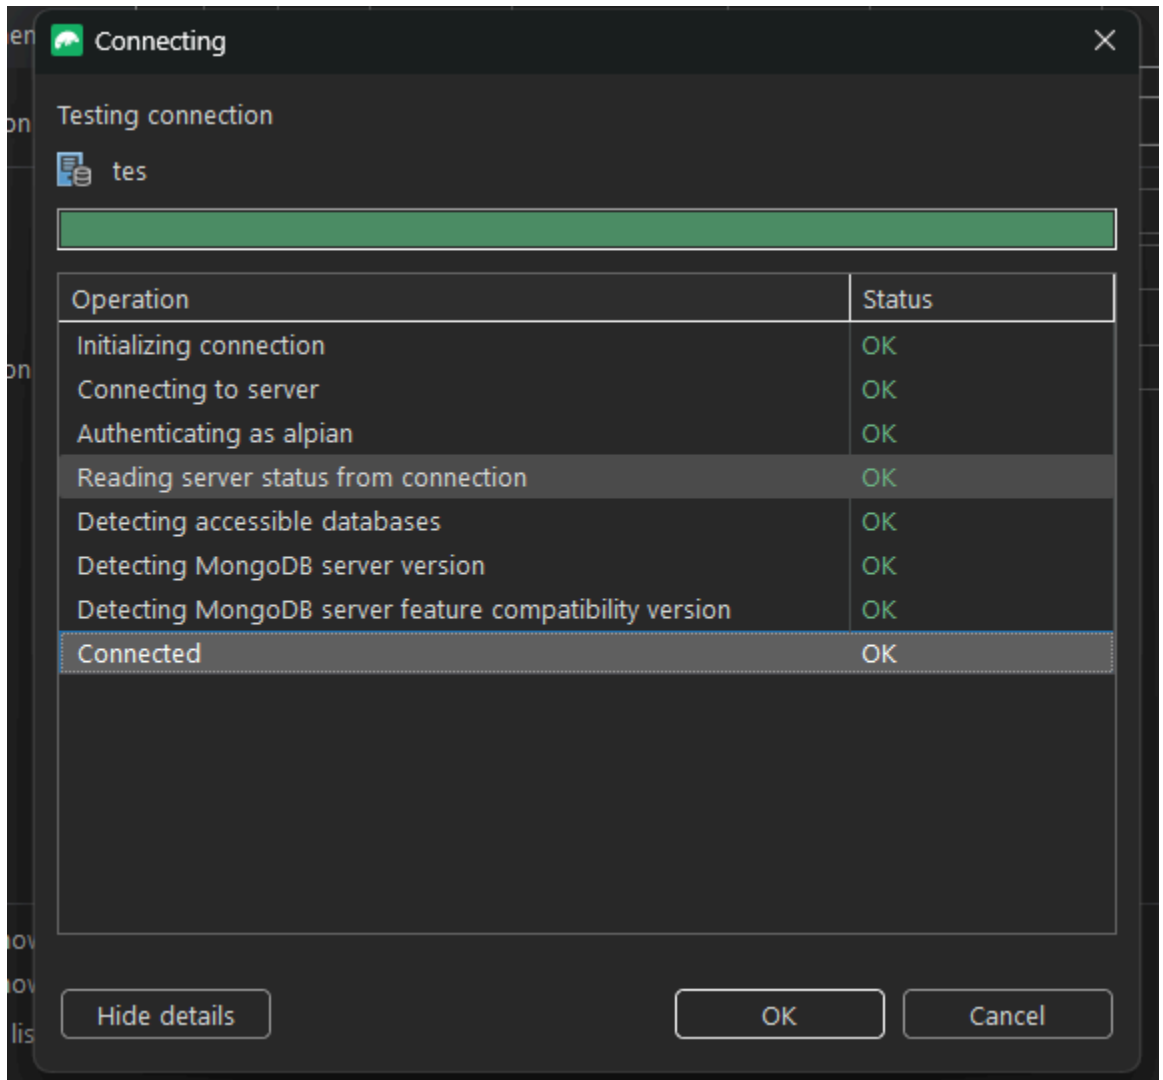 Connecting
Testing connection
tes
Operation Status
Initializing connection OK
Connecting to server OK
Authenticating as alpian OK
Reading server status from connection OK
Detecting accessible databases OK
Detecting MongoDB server version OK
Detecting MongoDB server feature compatibility version OK
Connected OK
Hide details OK Cancel